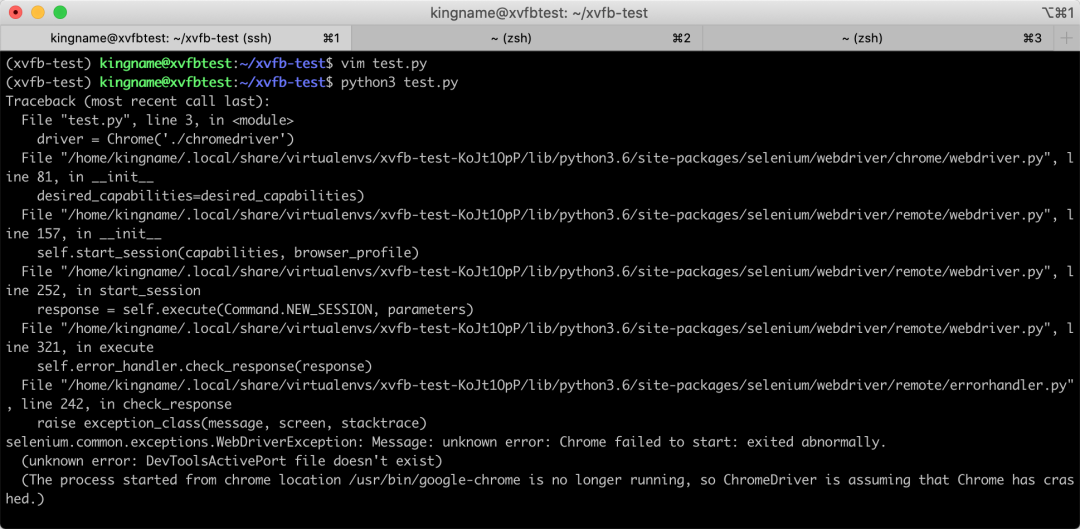 kingname@xvfbtest: ~/xvfb-test
⌥⌘1
kingname@xvfbtest: ~/xvfb-test (ssh) ⌘1 ~ (zsh) ⌘2 ~ (zsh) ⌘3 +
(xvfb-test) kingname@xvfbtest:~/xvfb-test$ vim test.py
(xvfb-test) kingname@xvfbtest:~/xvfb-test$ python3 test.py
Traceback (most recent call last):
  File "test.py", line 3, in <module>
    driver = Chrome('./chromedriver')
  File "/home/kingname/.local/share/virtualenvs/xvfb-test-KoJt1OpP/lib/python3.6/site-packages/selenium/webdriver/chrome/webdriver.py", l
ine 81, in __init__
    desired_capabilities=desired_capabilities)
  File "/home/kingname/.local/share/virtualenvs/xvfb-test-KoJt1OpP/lib/python3.6/site-packages/selenium/webdriver/remote/webdriver.py", l
ine 157, in __init__
    self.start_session(capabilities, browser_profile)
  File "/home/kingname/.local/share/virtualenvs/xvfb-test-KoJt1OpP/lib/python3.6/site-packages/selenium/webdriver/remote/webdriver.py", l
ine 252, in start_session
    response = self.execute(Command.NEW_SESSION, parameters)
  File "/home/kingname/.local/share/virtualenvs/xvfb-test-KoJt1OpP/lib/python3.6/site-packages/selenium/webdriver/remote/webdriver.py", l
ine 321, in execute
    self.error_handler.check_response(response)
  File "/home/kingname/.local/share/virtualenvs/xvfb-test-KoJt1OpP/lib/python3.6/site-packages/selenium/webdriver/remote/errorhandler.py"
, line 242, in check_response
    raise exception_class(message, screen, stacktrace)
selenium.common.exceptions.WebDriverException: Message: unknown error: Chrome failed to start: exited abnormally.
  (unknown error: DevToolsActivePort file doesn't exist)
  (The process started from chrome location /usr/bin/google-chrome is no longer running, so ChromeDriver is assuming that Chrome has cras
hed.)